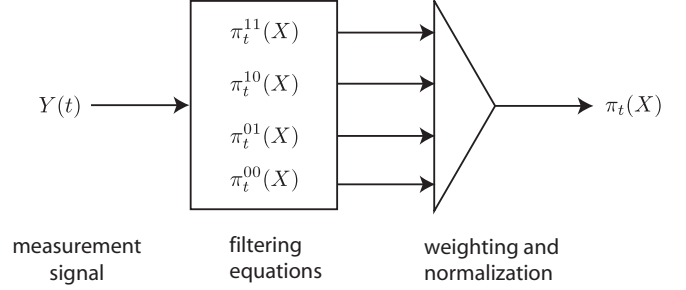 π_t^{11}(X)
π_t^{10}(X)
Y(t)
π_t(X)
π_t^{01}(X)
π_t^{00}(X)
measurement
signal
filtering
equations
weighting and
normalization